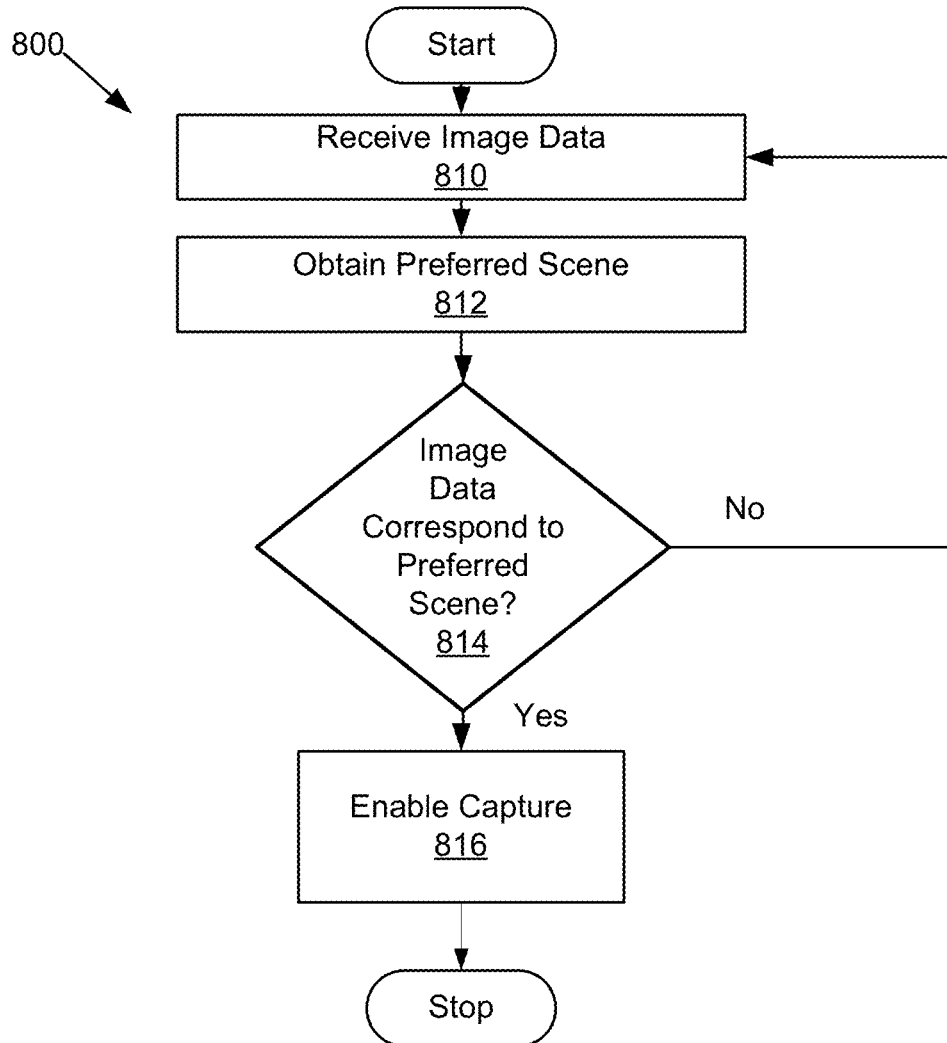 800
Start
Receive Image Data
810
Obtain Preferred Scene
812
Image
Data
Correspond to
Preferred
Scene?
814
No
Yes
Enable Capture
816
Stop